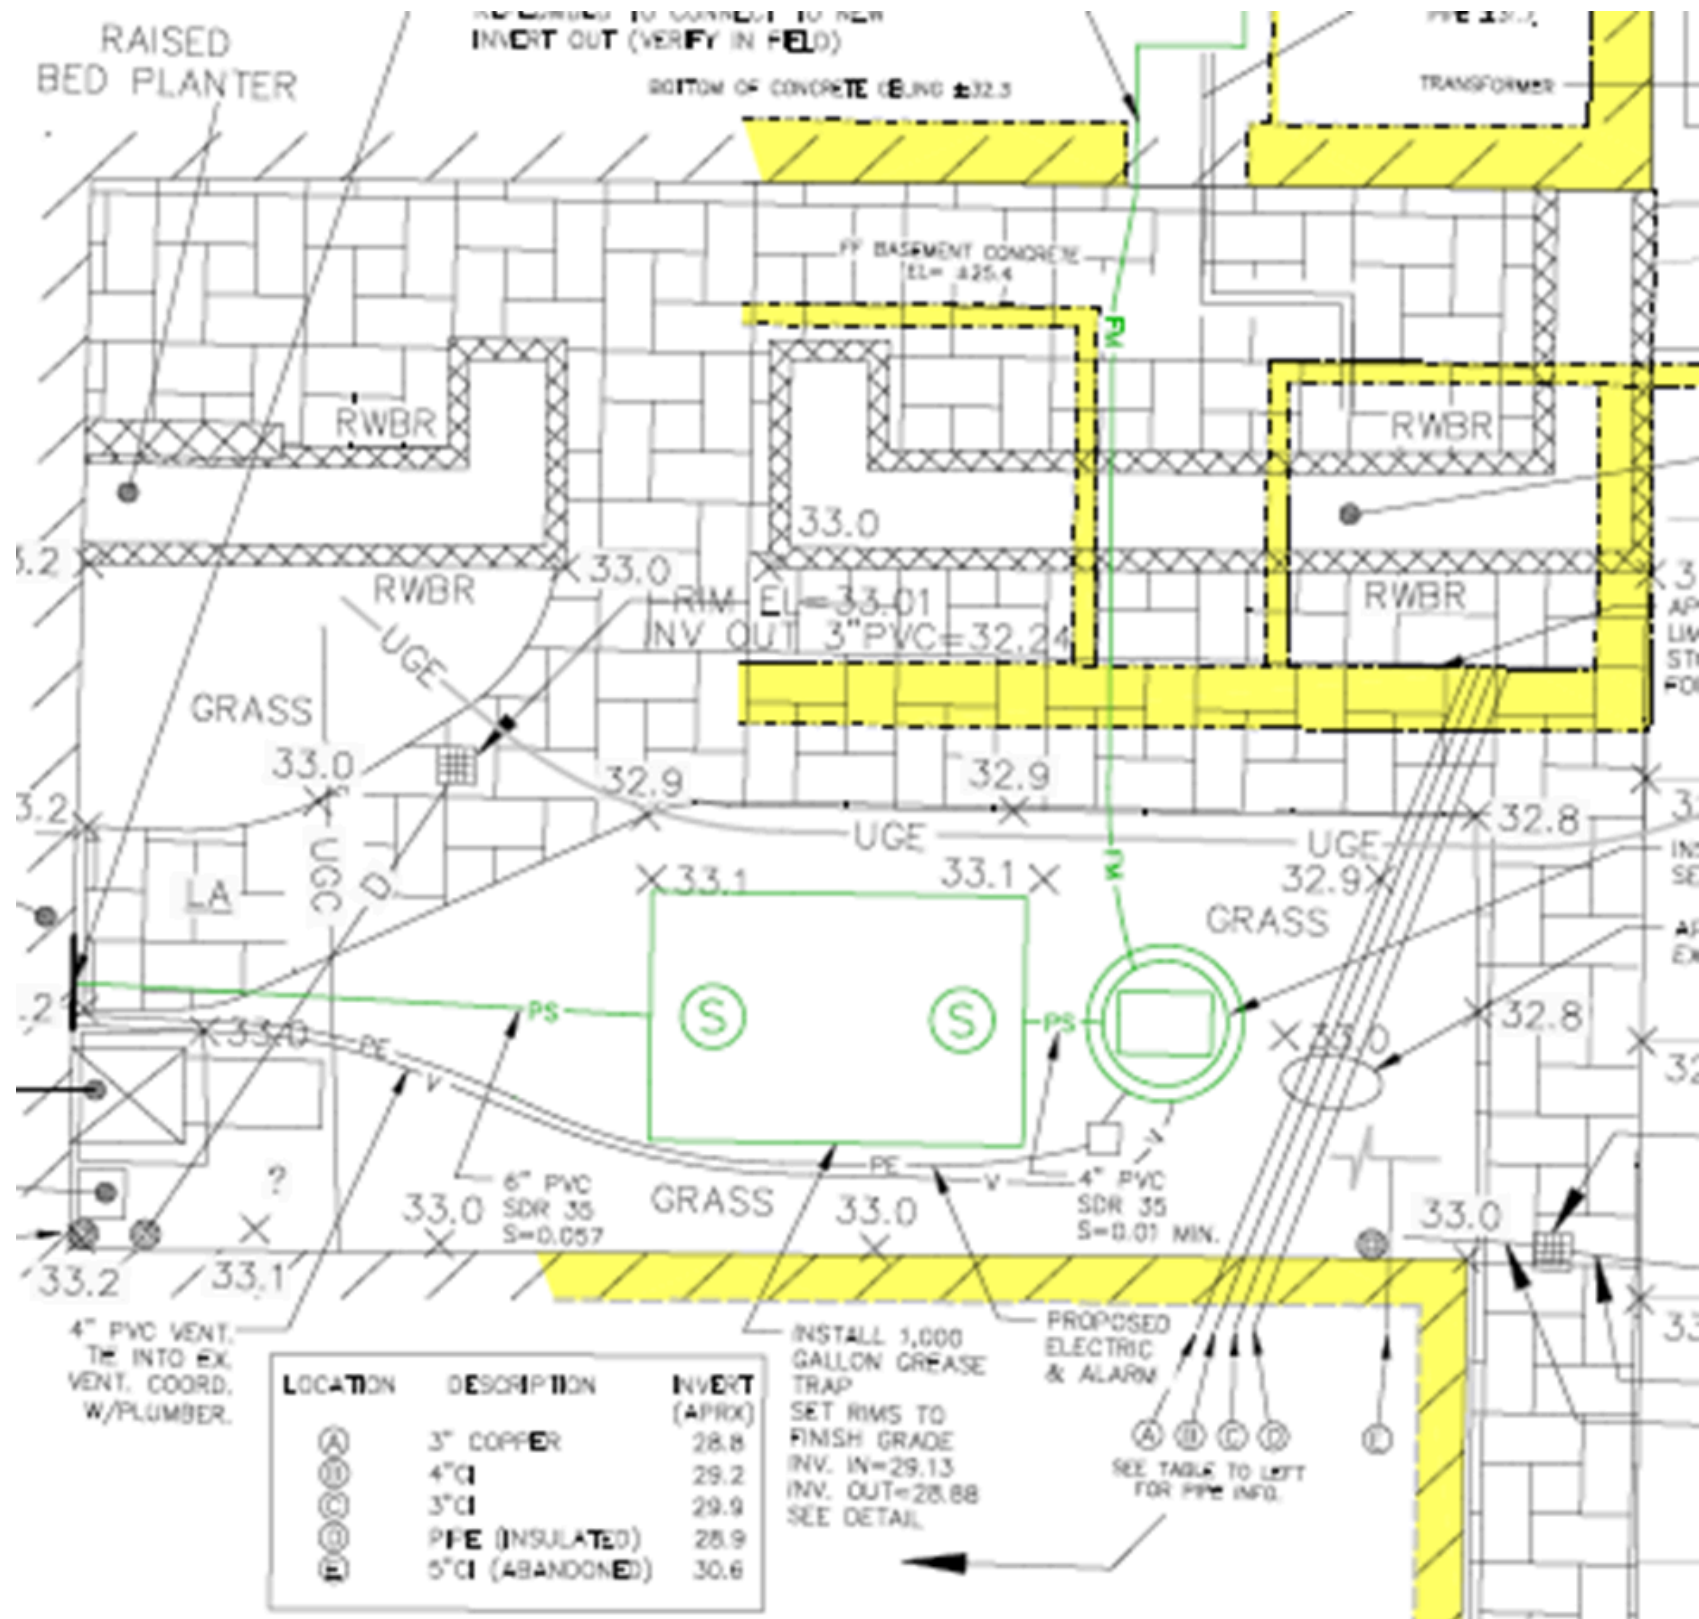 RAISED
BED PLANTER
INVERT OUT (VERIFY IN FIELD)
BOTTOM OF CONCRETE CEILING ±32.3
TRANSFORMER
FF BASEMENT CONCRETE
EL= ±25.4
FM
RWBR
RWBR
33.0
33.0
RWBR
RWBR
RIM EL=33.01
INV OUT 3"PVC=32.24
UGE
GRASS
33.0
32.9
32.9
32.8
UGE
UGE
UGC
D
LA
33.1
33.1
32.9
FM
GRASS
PS
S
S
PS
33.0
33.0
32.8
PE
V
?
6" PVC
SDR 35
S=0.057
GRASS
PE
V
4" PVC
SDR 35
S=0.01 MIN.
V
33.0
33.0
33.0
33.2
33.1
4" PVC VENT.
TIE INTO EX.
VENT. COORD.
W/PLUMBER.
INSTALL 1,000
GALLON GREASE
TRAP
SET RIMS TO
FINISH GRADE
INV. IN=29.13
INV. OUT=28.88
SEE DETAIL
PROPOSED
ELECTRIC
& ALARM
A B C D E
SEE TABLE TO LEFT
FOR PIPE INFO.
LOCATION DESCRIPTION INVERT
(APRX)
A 3" COPPER 28.8
B 4"CI 29.2
C 3"CI 29.9
D PIPE (INSULATED) 28.9
E 5"CI (ABANDONED) 30.6